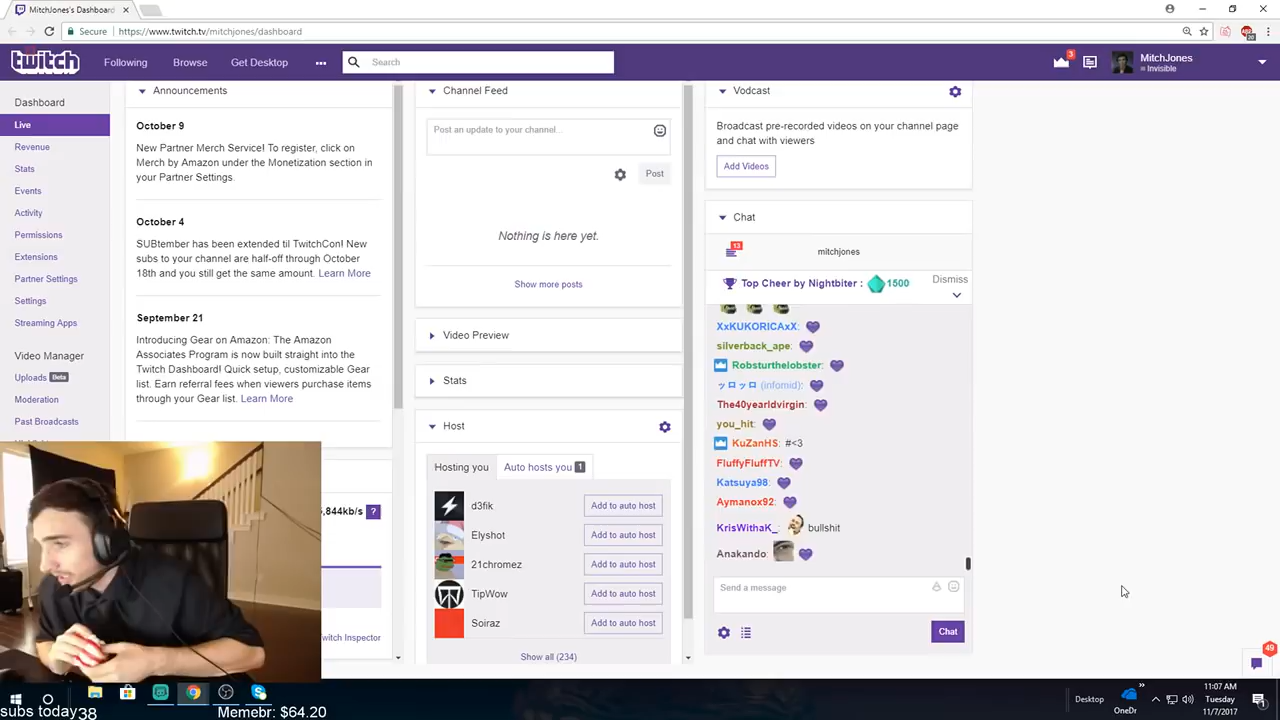 MitchJones's Dashboard
Secure
https://www.twitch.tv/mitchjones/dashboard
twitch
Following
Browse
Get Desktop
Search
3
MitchJones
Invisible
Dashboard
Live
Revenue
Stats
Events
Activity
Permissions
Extensions
Partner Settings
Settings
Streaming Apps
Video Manager
Uploads Beta
Moderation
Past Broadcasts
Announcements
October 9
New Partner Merch Service! To register, click on
Merch by Amazon under the Monetization section in
your Partner Settings.
October 4
SUBtember has been extended til TwitchCon! New
subs to your channel are half-off through October
18th and you still get the same amount. Learn More
September 21
Introducing Gear on Amazon: The Amazon
Associates Program is now built straight into the
Twitch Dashboard! Quick setup, customizable Gear
list. Earn referral fees when viewers purchase items
through your Gear list. Learn More
,844kb/s ?
witch Inspector
Channel Feed
Post an update to your channel...
Post
Nothing is here yet.
Show more posts
Video Preview
Stats
Host
Hosting you
Auto hosts you 1
d3fik Add to auto host
Elyshot Add to auto host
21chromez Add to auto host
TipWow Add to auto host
Soiraz Add to auto host
Show all (234)
Vodcast
Broadcast pre-recorded videos on your channel page
and chat with viewers
Add Videos
Chat
13
mitchjones
Top Cheer by Nightbiter : 1500
Dismiss
XxKUKORICAxX:
silverback_ape:
Robsturthelobster:
ッロッロ (infomid):
The40yearldvirgin:
you_hit:
KuZanHS: #<3
FluffyFluffTV:
Katsuya98:
Aymanox92:
KrisWithaK_: bullshit
Anakando:
Send a message
Chat
49
subs today38
Memebr: $64.20
Desktop
OneDr
11:07 AM
Tuesday
11/7/2017